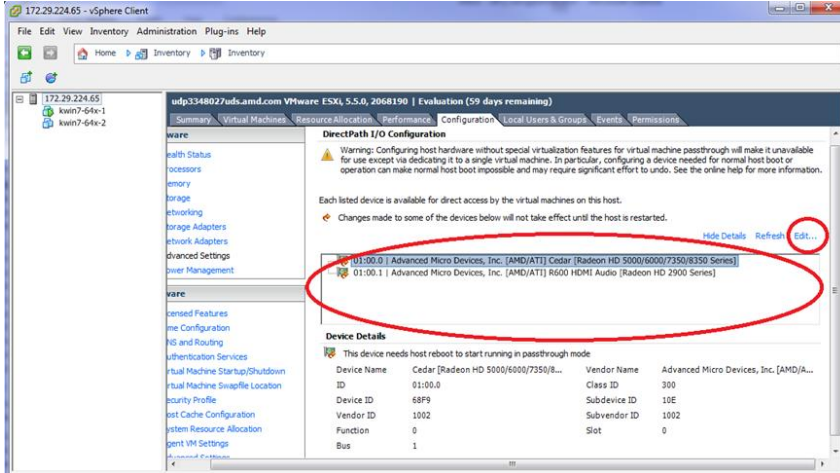 172.29.224.65 - vSphere Client
File Edit View Inventory Administration Plug-ins Help
Home Inventory Inventory
172.29.224.65
kwin7-64x-1
kwin7-64x-2
udp3348027uds.amd.com VMware ESXi, 5.5.0, 2068190 | Evaluation (59 days remaining)
Summary Virtual Machines Resource Allocation Performance Configuration Local Users & Groups Events Permissions
ware
ealth Status
rocessors
emory
torage
etworking
torage Adapters
etwork Adapters
dvanced Settings
ower Management
ware
censed Features
me Configuration
NS and Routing
uthentication Services
rtual Machine Startup/Shutdown
rtual Machine Swapfile Location
ecurity Profile
ost Cache Configuration
ystem Resource Allocation
gent VM Settings
dvanced Settings
DirectPath I/O Configuration
Warning: Configuring host hardware without special virtualization features for virtual machine passthrough will make it unavailable
for use except via dedicating it to a single virtual machine. In particular, configuring a device needed for normal host boot or
operation can make normal host boot impossible and may require significant effort to undo. See the online help for more information.
Each listed device is available for direct access by the virtual machines on this host.
Changes made to some of the devices below will not take effect until the host is restarted.
Hide Details Refresh Edit...
01:00.0 | Advanced Micro Devices, Inc. [AMD/ATI] Cedar [Radeon HD 5000/6000/7350/8350 Series]
01:00.1 | Advanced Micro Devices, Inc. [AMD/ATI] R600 HDMI Audio [Radeon HD 2900 Series]
Device Details
This device needs host reboot to start running in passthrough mode
Device Name Cedar [Radeon HD 5000/6000/7350/8... Vendor Name Advanced Micro Devices, Inc. [AMD/A...
ID 01:00.0 Class ID 300
Device ID 68F9 Subdevice ID 10E
Vendor ID 1002 Subvendor ID 1002
Function 0 Slot 0
Bus 1